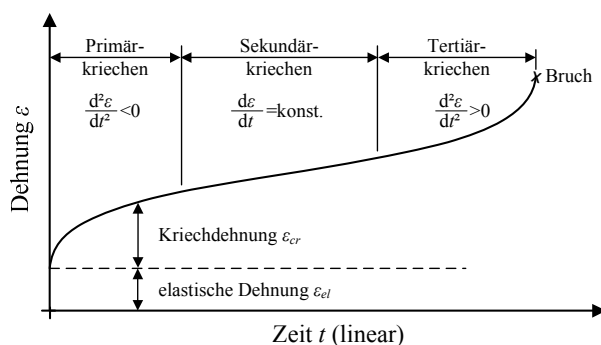 Primär-
kriechen
d²ε/dt² <0
Sekundär-
kriechen
dε/dt =konst.
Tertiär-
kriechen
d²ε/dt² >0
Bruch
Dehnung ε
Kriechdehnung εcr
elastische Dehnung εel
Zeit t (linear)